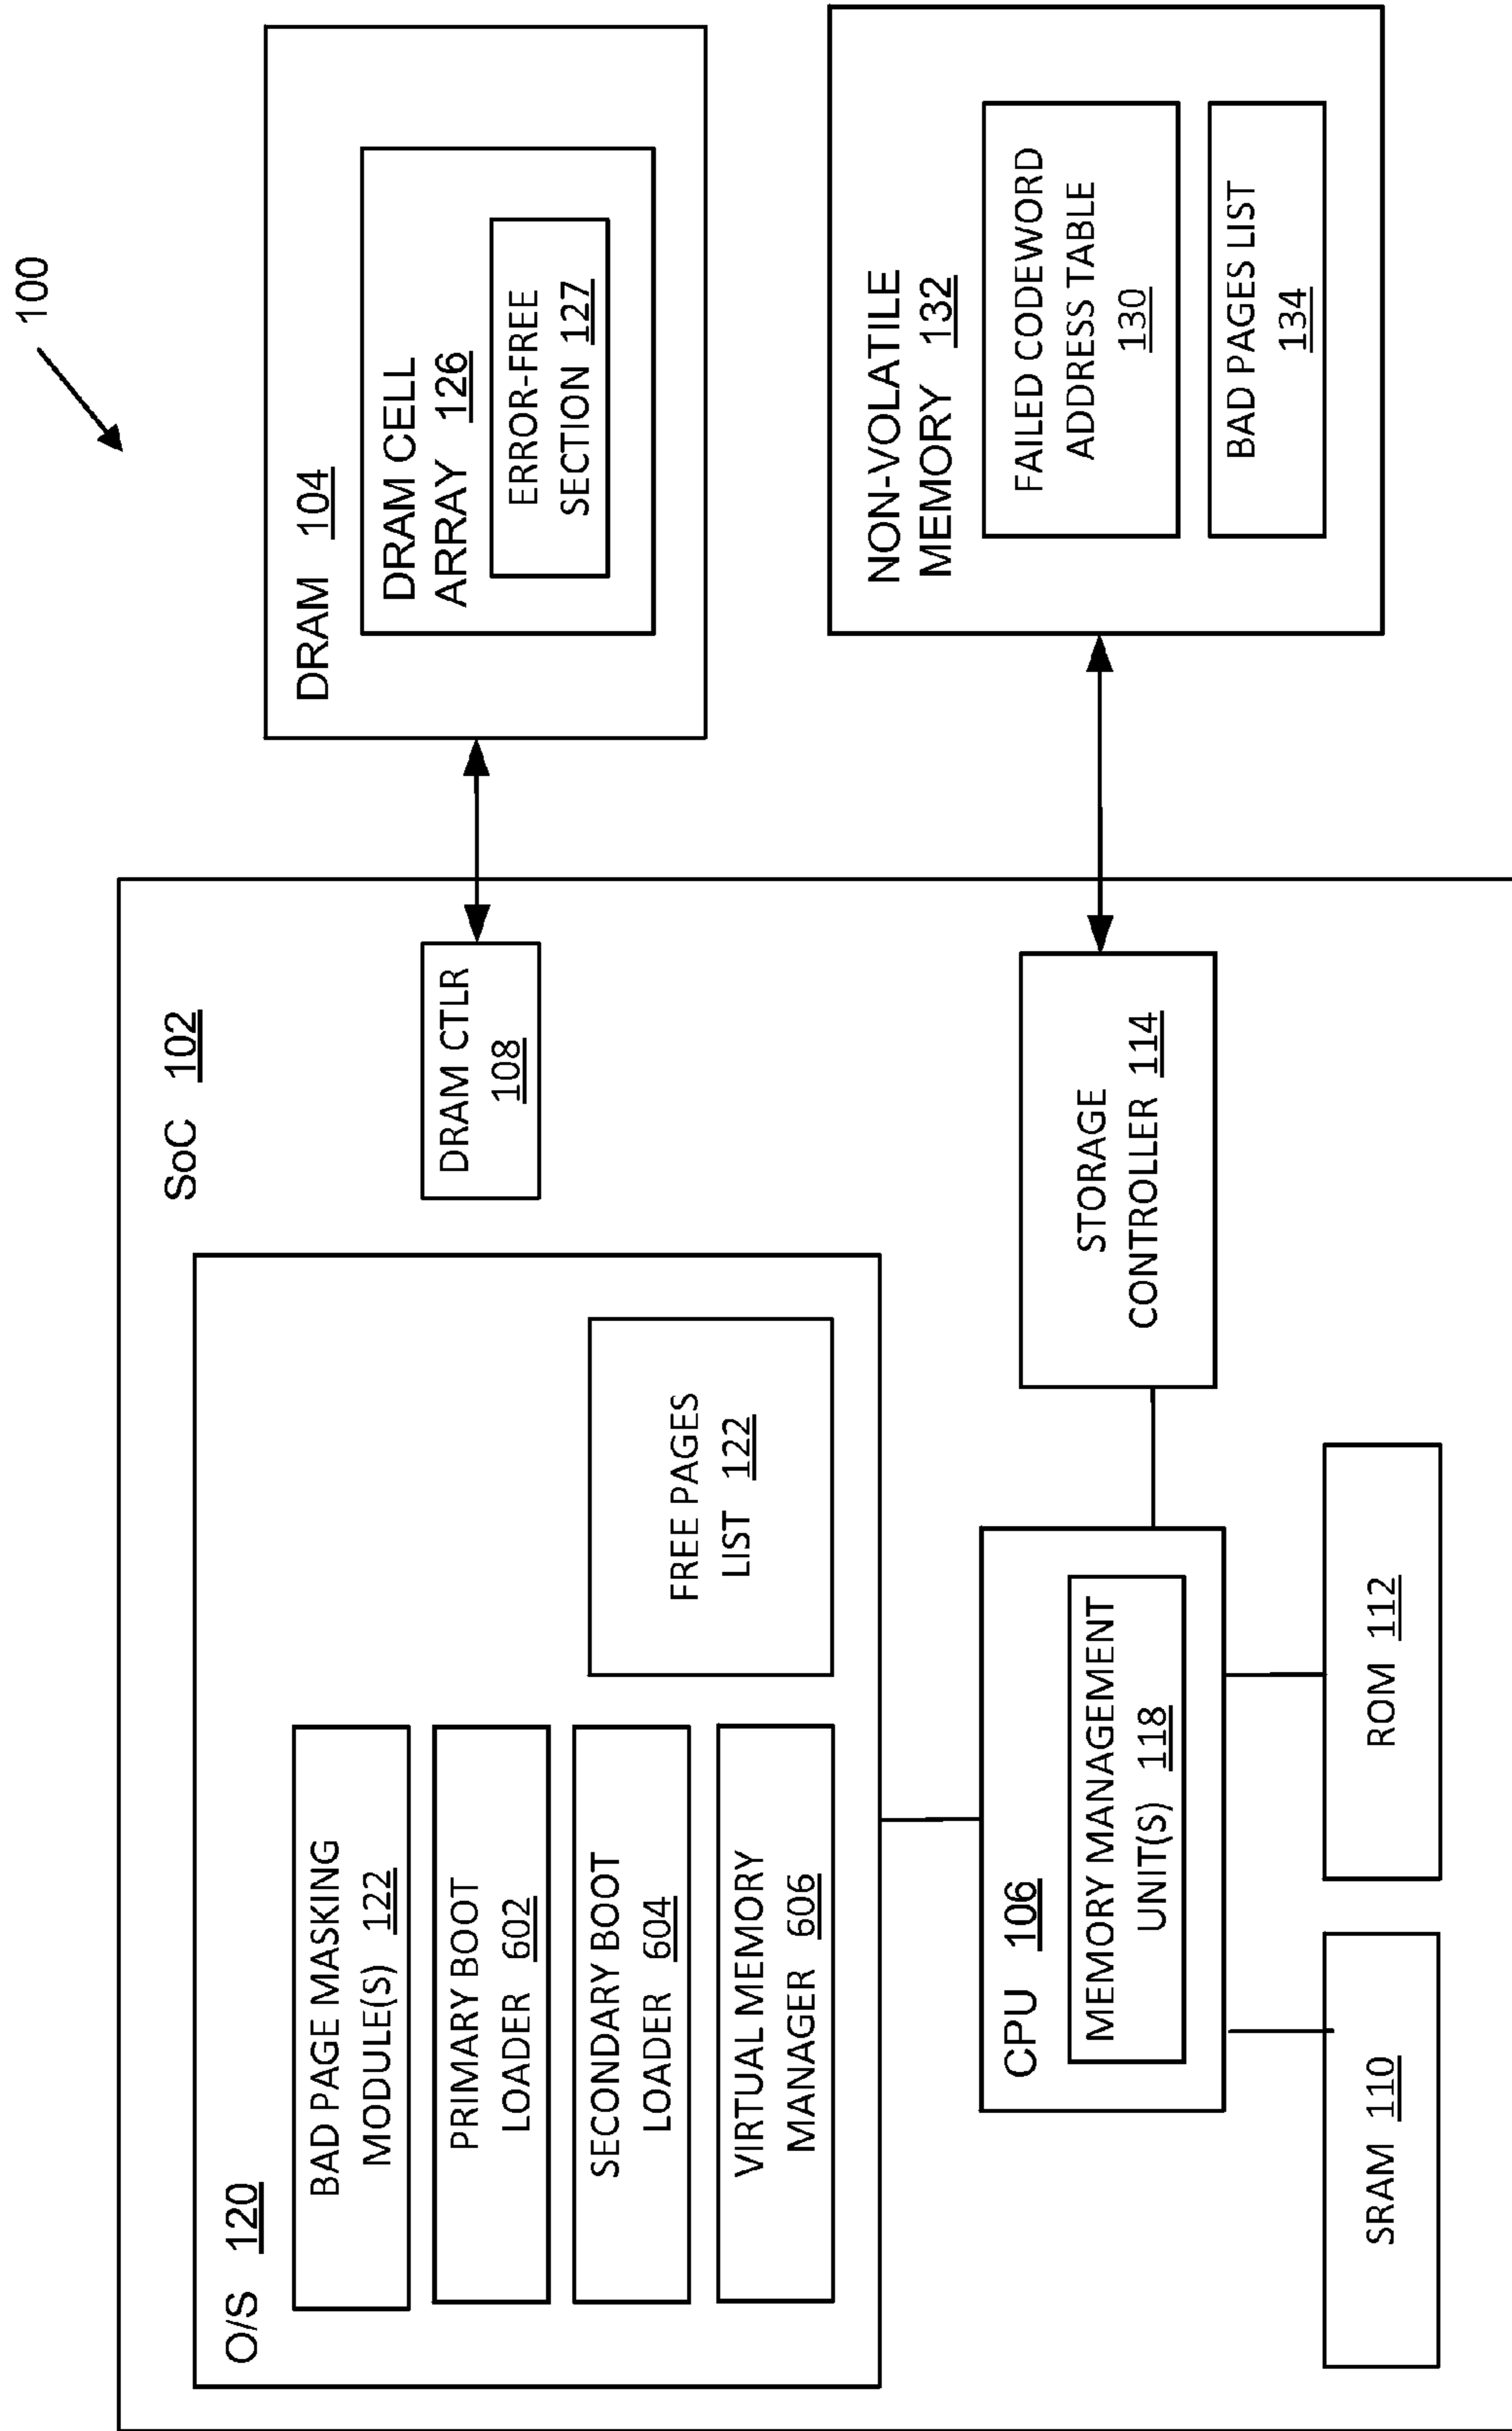 100
SoC 102
O/S 120
BAD PAGE MASKING
MODULE(S) 122
PRIMARY BOOT
LOADER 602
SECONDARY BOOT
LOADER 604
VIRTUAL MEMORY
MANAGER 606
FREE PAGES
LIST 122
DRAM CTLR
108
DRAM 104
DRAM CELL
ARRAY 126
ERROR-FREE
SECTION 127
CPU 106
MEMORY MANAGEMENT
UNIT(S) 118
STORAGE
CONTROLLER 114
NON-VOLATILE
MEMORY 132
FAILED CODEWORD
ADDRESS TABLE
130
BAD PAGES LIST
134
SRAM 110
ROM 112